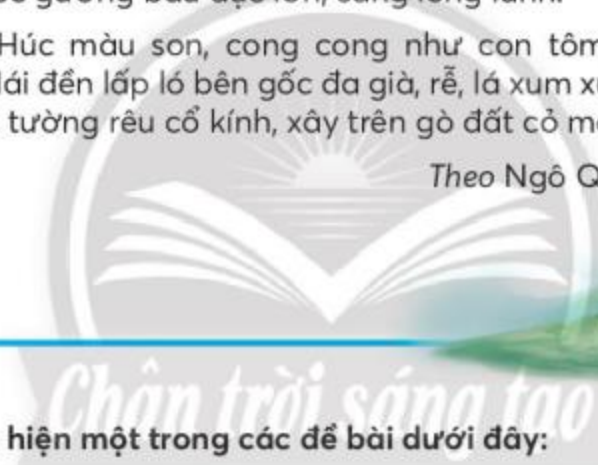 Húc màu son, cong cong như con tôm
mái đền lấp ló bên gốc đa già, rễ, lá xum
tường rêu cổ kính, xây trên gò đất cỏ
Theo Ngô
Chân trời sáng tạo
hiện một trong các đề bài dưới đây: